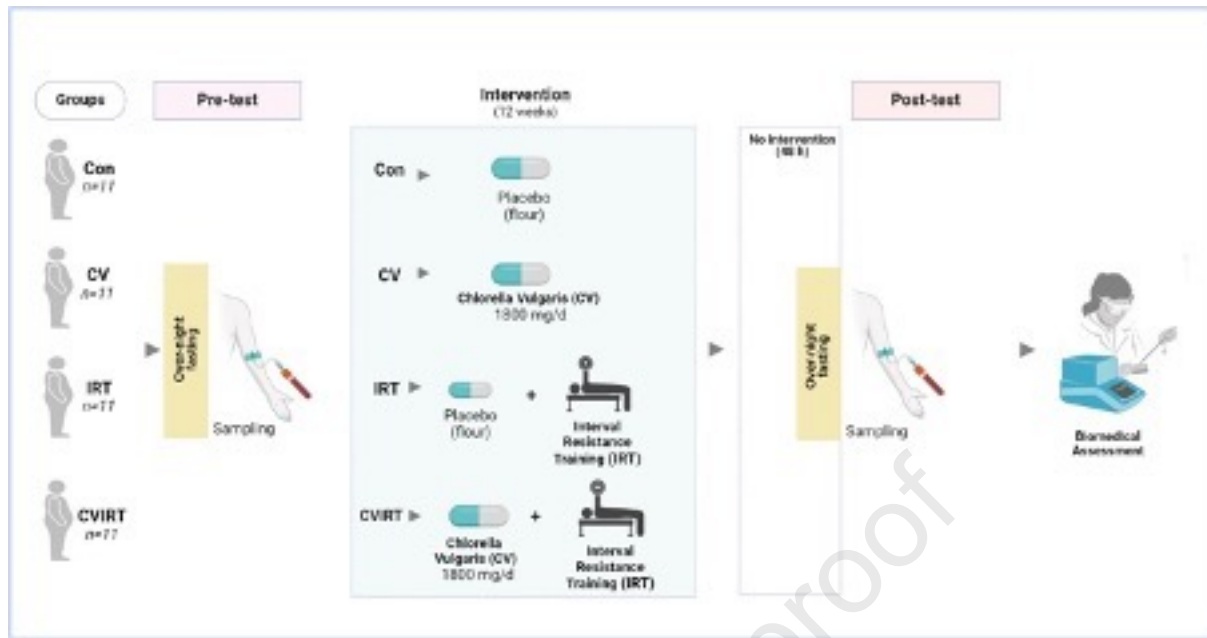 Groups
Pre-test
Intervention
(12 weeks)
Post-test
Con
n=11
CV
n=11
IRT
n=11
CVIRT
n=11
Over-night
fasting
Sampling
Con
Placebo
(flour)
CV
Chlorella Vulgaris (CV)
1800 mg/d
IRT
Placebo
(flour)
+
Interval
Resistance
Training (IRT)
CVIRT
Chlorella
Vulgaris (CV)
1800 mg/d
+
Interval
Resistance
Training (IRT)
No Intervention
(48 h)
Over-night
fasting
Sampling
Biomedical
Assessment
proof